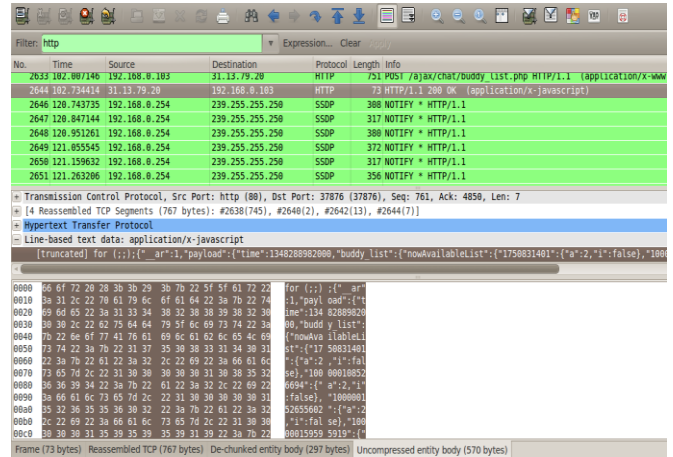 Filter: http Expression... Clear
No. Time Source Destination Protocol Length Info
2633 102.007146 192.168.0.103 31.13.79.20 HTTP 751 POST /ajax/chat/buddy_list.php HTTP/1.1 (application/x-www
2644 102.734414 31.13.79.20 192.168.0.103 HTTP 73 HTTP/1.1 200 OK (application/x-javascript)
2646 120.743735 192.168.0.254 239.255.255.250 SSDP 308 NOTIFY * HTTP/1.1
2647 120.847144 192.168.0.254 239.255.255.250 SSDP 317 NOTIFY * HTTP/1.1
2648 120.951261 192.168.0.254 239.255.255.250 SSDP 380 NOTIFY * HTTP/1.1
2649 121.055545 192.168.0.254 239.255.255.250 SSDP 372 NOTIFY * HTTP/1.1
2650 121.159632 192.168.0.254 239.255.255.250 SSDP 317 NOTIFY * HTTP/1.1
2651 121.263206 192.168.0.254 239.255.255.250 SSDP 356 NOTIFY * HTTP/1.1
+ Transmission Control Protocol, Src Port: http (80), Dst Port: 37876 (37876), Seq: 761, Ack: 4850, Len: 7
+ [4 Reassembled TCP Segments (767 bytes): #2638(745), #2640(2), #2642(13), #2644(7)]
+ Hypertext Transfer Protocol
− Line-based text data: application/x-javascript
[truncated] for (;;);{"__ar":1,"payload":{"time":1348288982000,"buddy_list":{"nowAvailableList":{"1750831401":{"a":2,"i":false},"1000
0000 66 6f 72 20 28 3b 3b 29 3b 7b 22 5f 5f 61 72 22 for (;;) ;{"__ar"
0010 3a 31 2c 22 70 61 79 6c 6f 61 64 22 3a 7b 22 74 :1,"payl oad":{"t
0020 69 6d 65 22 3a 31 33 34 38 32 38 38 39 38 32 30 ime":134 82889820
0030 30 30 2c 22 62 75 64 64 79 5f 6c 69 73 74 22 3a 00,"budd y_list":
0040 7b 22 6e 6f 77 41 76 61 69 6c 61 62 6c 65 4c 69 {"nowAva ilableLi
0050 73 74 22 3a 7b 22 31 37 35 30 38 33 31 34 30 31 st":{"17 50831401
0060 22 3a 7b 22 61 22 3a 32 2c 22 69 22 3a 66 61 6c ":{"a":2 ,"i":fal
0070 73 65 7d 2c 22 31 30 30 30 30 31 30 38 35 32 se},"100 00010852
0080 36 36 39 34 22 3a 7b 22 61 22 3a 32 2c 22 69 22 6694":{" a":2,"i"
0090 3a 66 61 6c 73 65 7d 2c 22 31 30 30 30 30 30 31 :false}, "1000001
00a0 35 32 36 35 35 36 30 32 22 3a 7b 22 61 22 3a 32 52655602 ":{"a":2
00b0 2c 22 69 22 3a 66 61 6c 73 65 7d 2c 22 31 30 30 ,"i":fal se},"100
00c0 30 30 30 31 35 39 35 39 35 39 31 39 22 3a 7b 22 00015959 5919":{"
Frame (73 bytes) Reassembled TCP (767 bytes) De-chunked entity body (297 bytes) Uncompressed entity body (570 bytes)